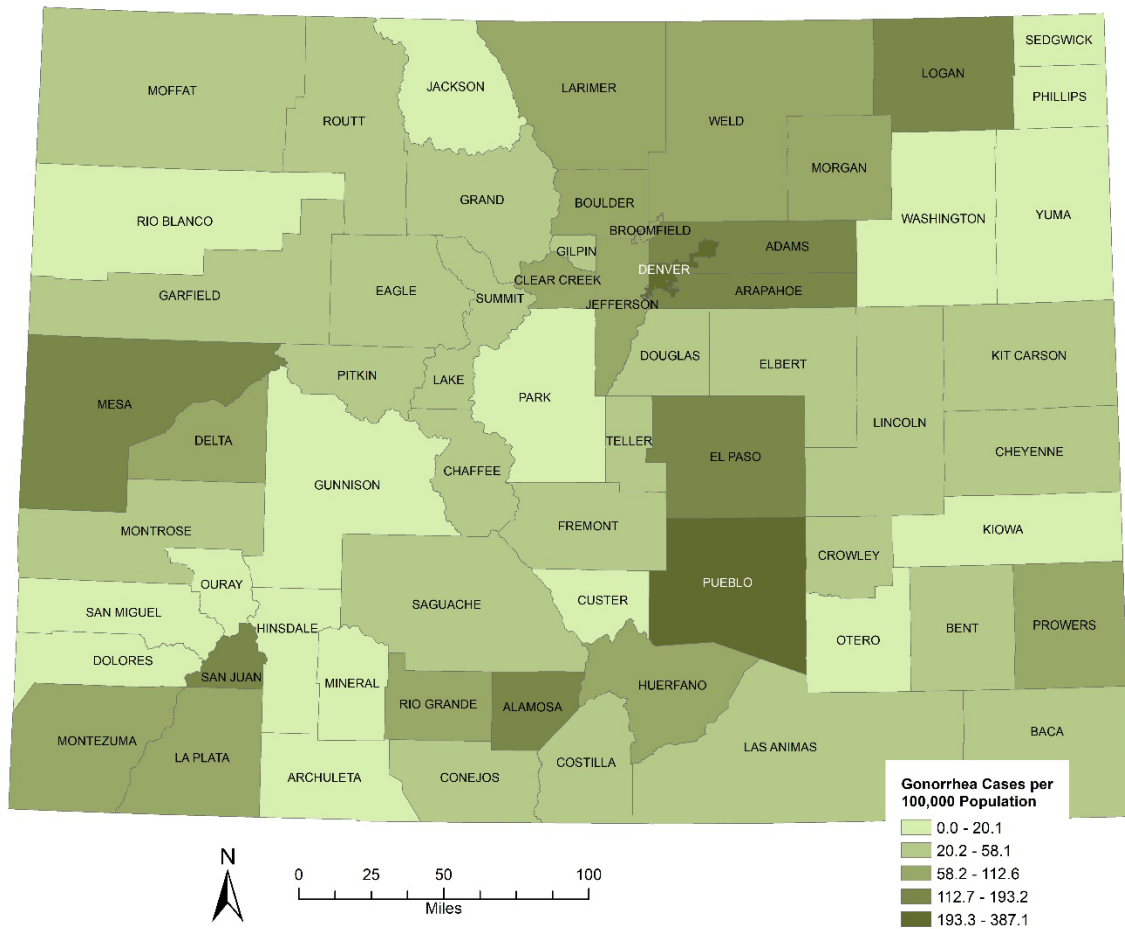 SEDGWICK
LOGAN
MOFFAT
JACKSON
LARIMER
PHILLIPS
ROUTT
WELD
MORGAN
GRAND
BOULDER
RIO BLANCO
WASHINGTON
YUMA
BROOMFIELD
ADAMS
GILPIN
DENVER
CLEAR CREEK
EAGLE
ARAPAHOE
GARFIELD
SUMMIT
JEFFERSON
DOUGLAS
KIT CARSON
ELBERT
PITKIN
LAKE
PARK
MESA
LINCOLN
DELTA
TELLER
CHEYENNE
EL PASO
CHAFFEE
GUNNISON
FREMONT
MONTROSE
KIOWA
CROWLEY
OURAY
PUEBLO
SAGUACHE
CUSTER
SAN MIGUEL
HINSDALE
PROWERS
OTERO
BENT
DOLORES
SAN JUAN
MINERAL
HUERFANO
RIO GRANDE
ALAMOSA
BACA
MONTEZUMA
LAS ANIMAS
LA PLATA
COSTILLA
ARCHULETA
CONEJOS
Gonorrhea Cases per
100,000 Population
0.0 - 20.1
20.2 - 58.1
58.2 - 112.6
112.7 - 193.2
193.3 - 387.1
N
0 25 50 100
Miles